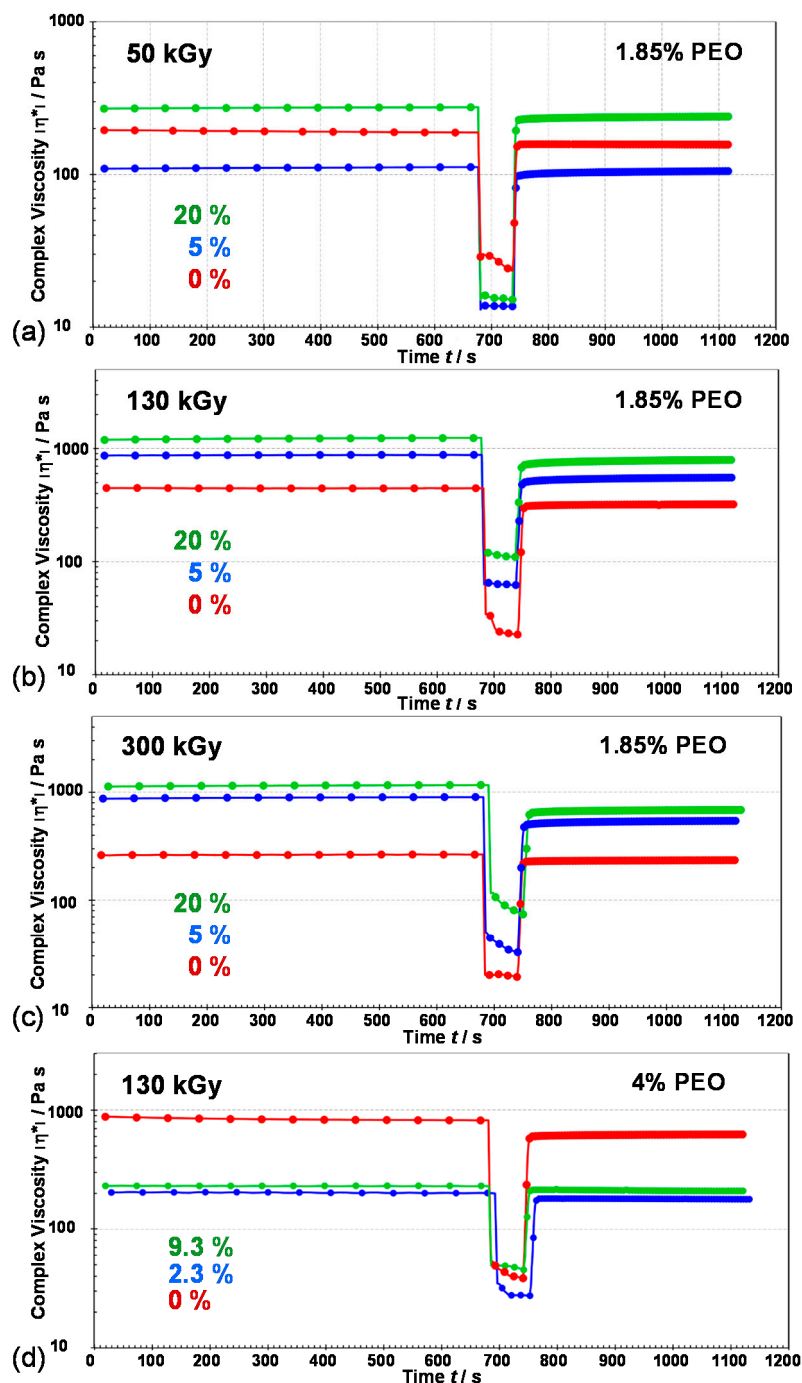 50 kGy 1.85% PEO
Complex Viscosity |η*| / Pa s
1000
100
10
20 %
5 %
0 %
(a)
0 100 200 300 400 500 600 700 800 900 1000 1100 1200
Time t / s
130 kGy 1.85% PEO
Complex Viscosity |η*| / Pa s
1000
100
10
20 %
5 %
0 %
(b)
0 100 200 300 400 500 600 700 800 900 1000 1100 1200
Time t / s
300 kGy 1.85% PEO
Complex Viscosity |η*| / Pa s
1000
100
10
20 %
5 %
0 %
(c)
0 100 200 300 400 500 600 700 800 900 1000 1100 1200
Time t / s
130 kGy 4% PEO
Complex Viscosity |η*| / Pa s
1000
100
10
9.3 %
2.3 %
0 %
(d)
0 100 200 300 400 500 600 700 800 900 1000 1100 1200
Time t / s